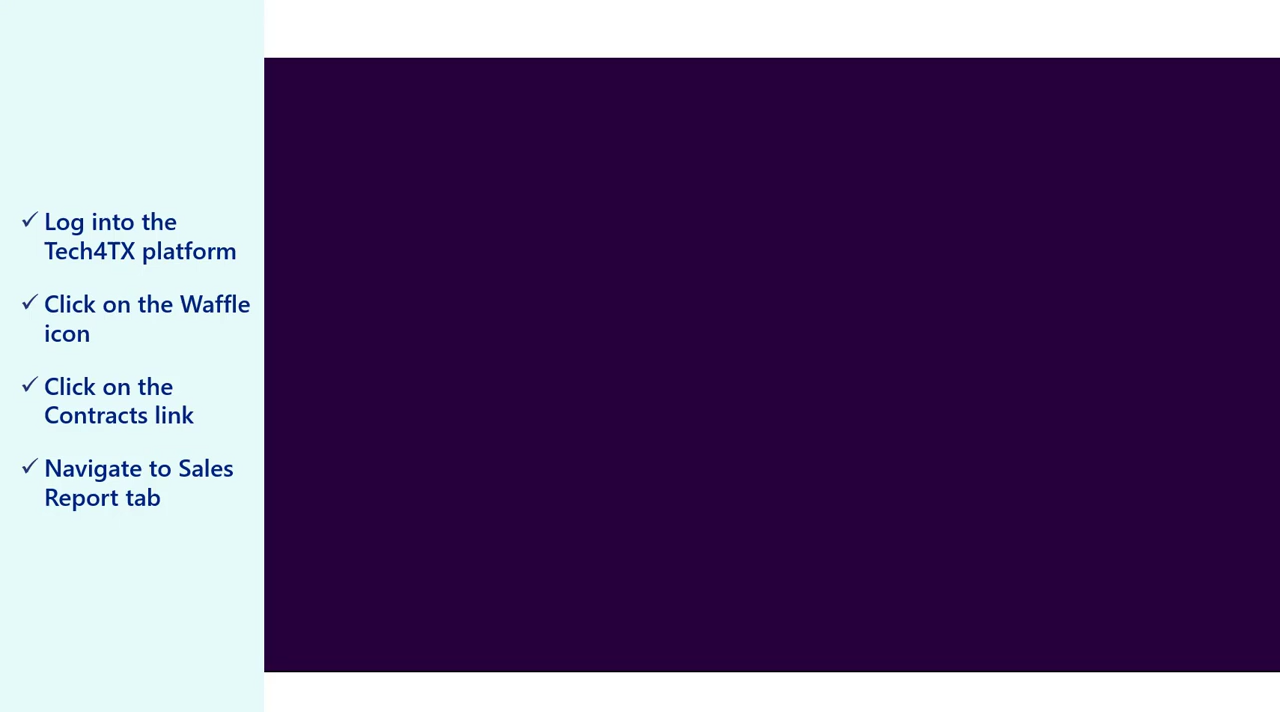 ✓ Log into the
Tech4TX platform
✓ Click on the Waffle
icon
✓ Click on the
Contracts link
✓ Navigate to Sales
Report tab